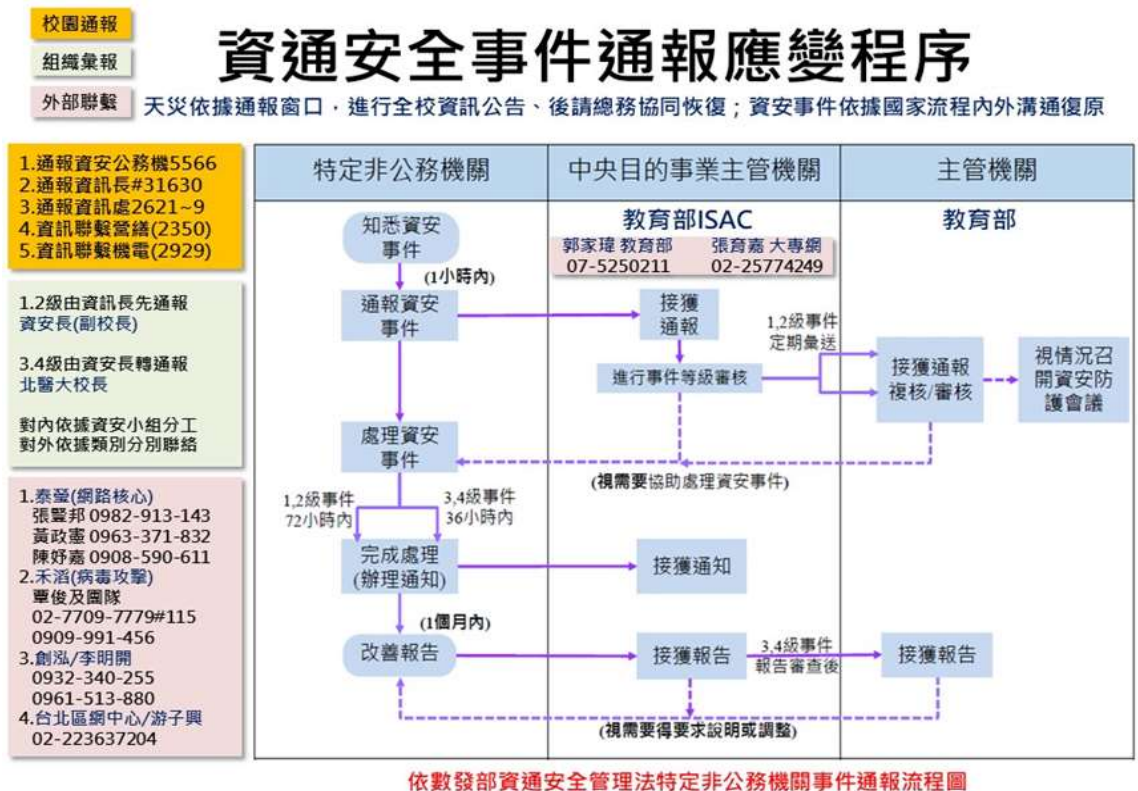 校園通報
組織彙報
外部聯繫
資通安全事件通報應變程序
天災依據通報窗口，進行全校資訊公告、後請總務協同恢復；資安事件依據國家流程內外溝通復原
1.通報資安公務機5566
2.通報資訊長#31630
3.通報資訊處2621~9
4.資訊聯繫營繕(2350)
5.資訊聯繫機電(2929)
1.2級由資訊長先通報
資安長(副校長)
3.4級由資安長轉通報
北醫大校長
對內依據資安小組分工
對外依據類別分別聯絡
1.泰螢(網路核心)
張豎邦 0982-913-143
黃政憲 0963-371-832
陳妤嘉 0908-590-611
2.禾滔(病毒攻擊)
覃俊及團隊
02-7709-7779#115
0909-991-456
3.創泓/李明開
0932-340-255
0961-513-880
4.台北區網中心/游子興
02-223637204
特定非公務機關
中央目的事業主管機關
主管機關
知悉資安
事件
教育部ISAC
郭家瑋 教育部
07-5250211
張育嘉 大專網
02-25774249
教育部
(1小時內)
通報資安
事件
接獲
通報
進行事件等級審核
1,2級事件
定期彙送
接獲通報
複核/審核
視情況召
開資安防
護會議
處理資安
事件
(視需要協助處理資安事件)
1,2級事件
72小時內
3,4級事件
36小時內
完成處理
(辦理通知)
接獲通知
(1個月內)
改善報告
接獲報告
3,4級事件
報告審查後
接獲報告
(視需要得要求說明或調整)
依數發部資通安全管理法特定非公務機關事件通報流程圖